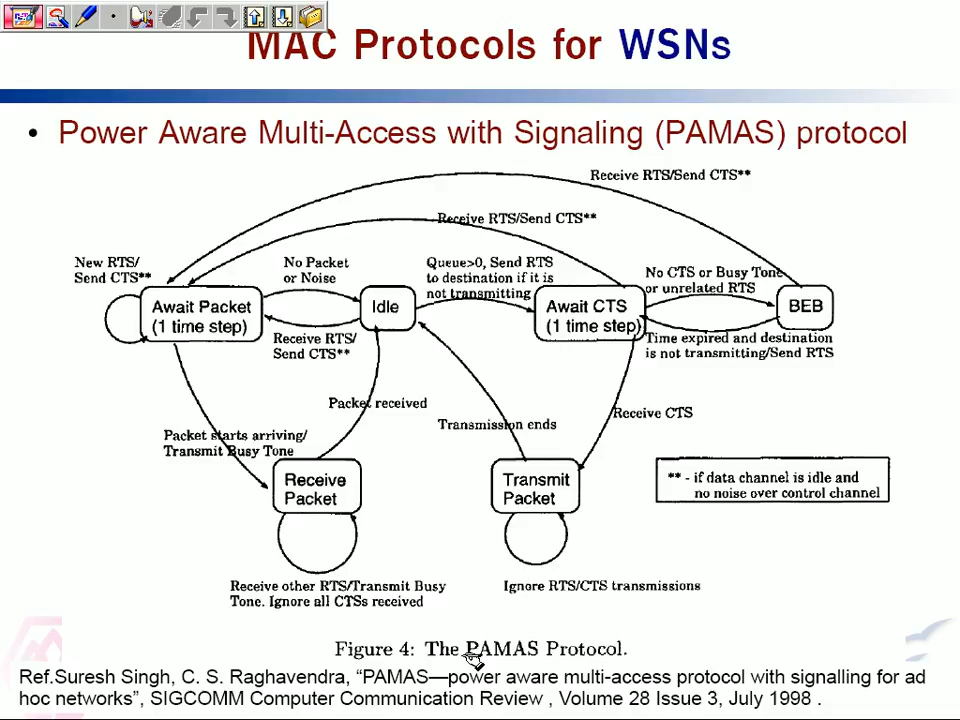 MAC Protocols for WSNs
• Power Aware Multi-Access with Signaling (PAMAS) protocol
Receive RTS/Send CTS**
Receive RTS/Send CTS**
New RTS/
Send CTS**
No Packet
or Noise
Queue>0, Send RTS
to destination if it is
not transmitting
No CTS or Busy Tone
or unrelated RTS
Await Packet
(1 time step)
Idle
Await CTS
(1 time step)
BEB
Receive RTS/
Send CTS**
Time expired and destination
is not transmitting/Send RTS
Packet received
Transmission ends
Receive CTS
Packet starts arriving/
Transmit Busy Tone
Receive
Packet
Transmit
Packet
** - if data channel is idle and
no noise over control channel
Receive other RTS/Transmit Busy
Tone. Ignore all CTSs received
Ignore RTS/CTS transmissions
Figure 4: The PAMAS Protocol.
Ref.Suresh Singh, C. S. Raghavendra, “PAMAS—power aware multi-access protocol with signalling for ad
hoc networks”, SIGCOMM Computer Communication Review , Volume 28 Issue 3, July 1998 .